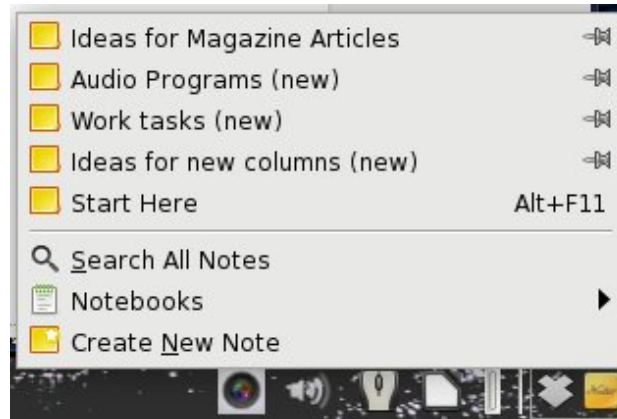 Ideas for Magazine Articles
Audio Programs (new)
Work tasks (new)
Ideas for new columns (new)
Start Here Alt+F11
Search All Notes
Notebooks
Create New Note